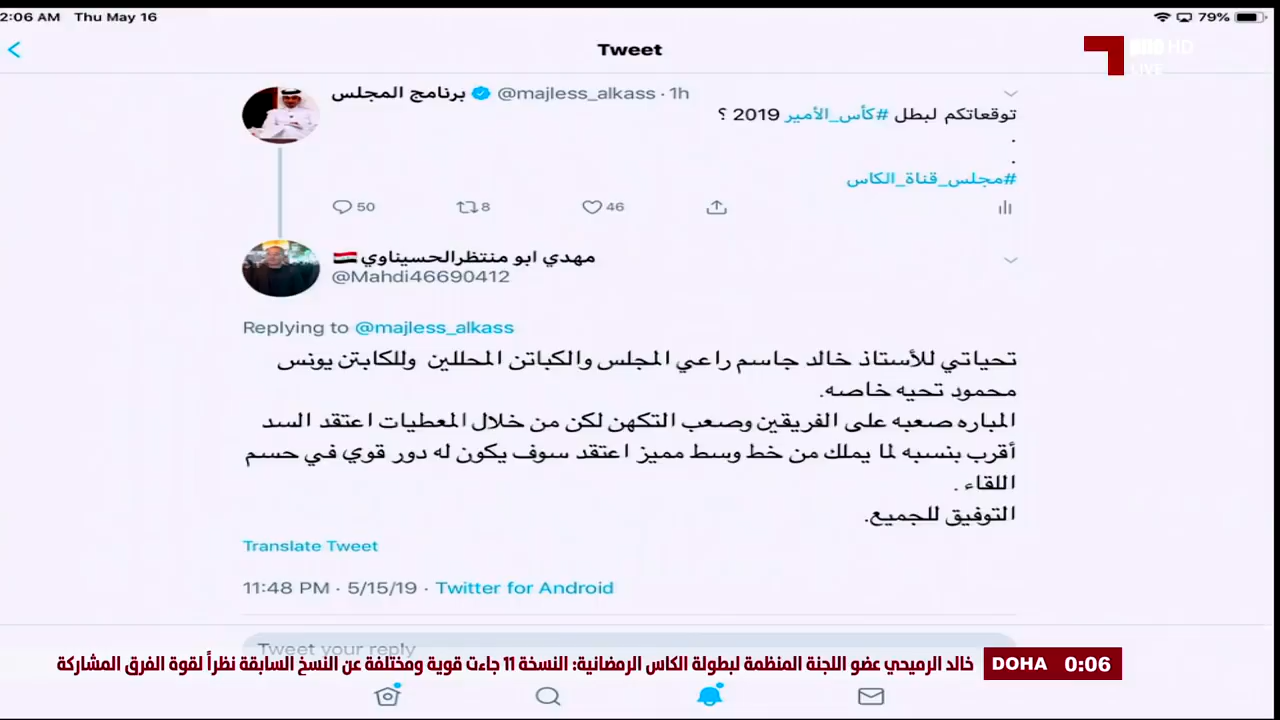 2:06 AM Thu May 16
79%
Tweet
HD
LIVE
برنامج المجلس @majless_alkass · 1h
توقعاتكم لبطل #كأس_الأمير 2019 ؟
.
.
#مجلس_قناة_الكاس
50 8 46
مهدي ابو منتظرالحسيناوي
@Mahdi46690412
Replying to @majless_alkass
تحياتي للأستاذ خالد جاسم راعي المجلس والكباتن المحللين وللكابتن يونس
محمود تحيه خاصه.
المباره صعبه على الفريقين وصعب التكهن لكن من خلال المعطيات اعتقد السد
أقرب بنسبه لما يملك من خط وسط مميز اعتقد سوف يكون له دور قوي في حسم
اللقاء .
التوفيق للجميع.
Translate Tweet
11:48 PM · 5/15/19 · Twitter for Android
Tweet your reply
خالد الرميحي عضو اللجنة المنظمة لبطولة الكاس الرمضانية: النسخة 11 جاءت قوية ومختلفة عن النسخ السابقة نظراً لقوة الفرق المشاركة
DOHA 0:06